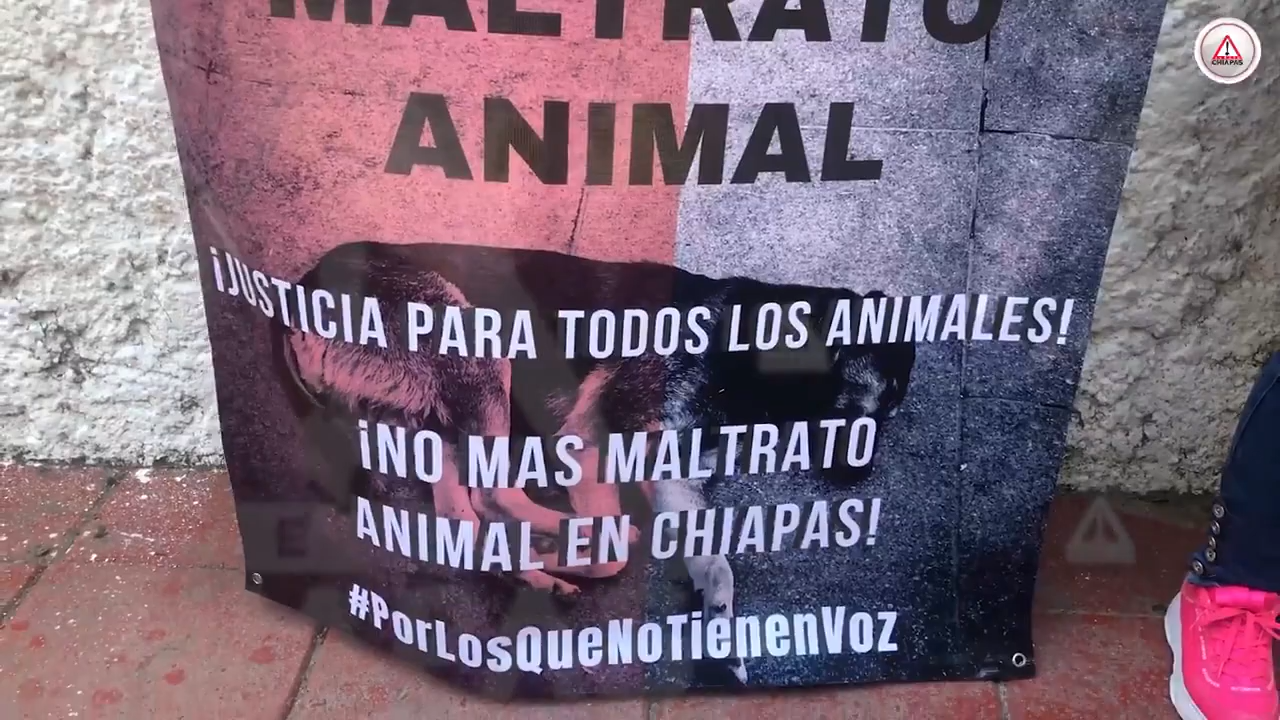 MALTRATO
ANIMAL
¡JUSTICIA PARA TODOS LOS ANIMALES!
¡NO MAS MALTRATO
ANIMAL EN CHIAPAS!
#PorLosQueNoTienenVoz
CHIAPAS
E